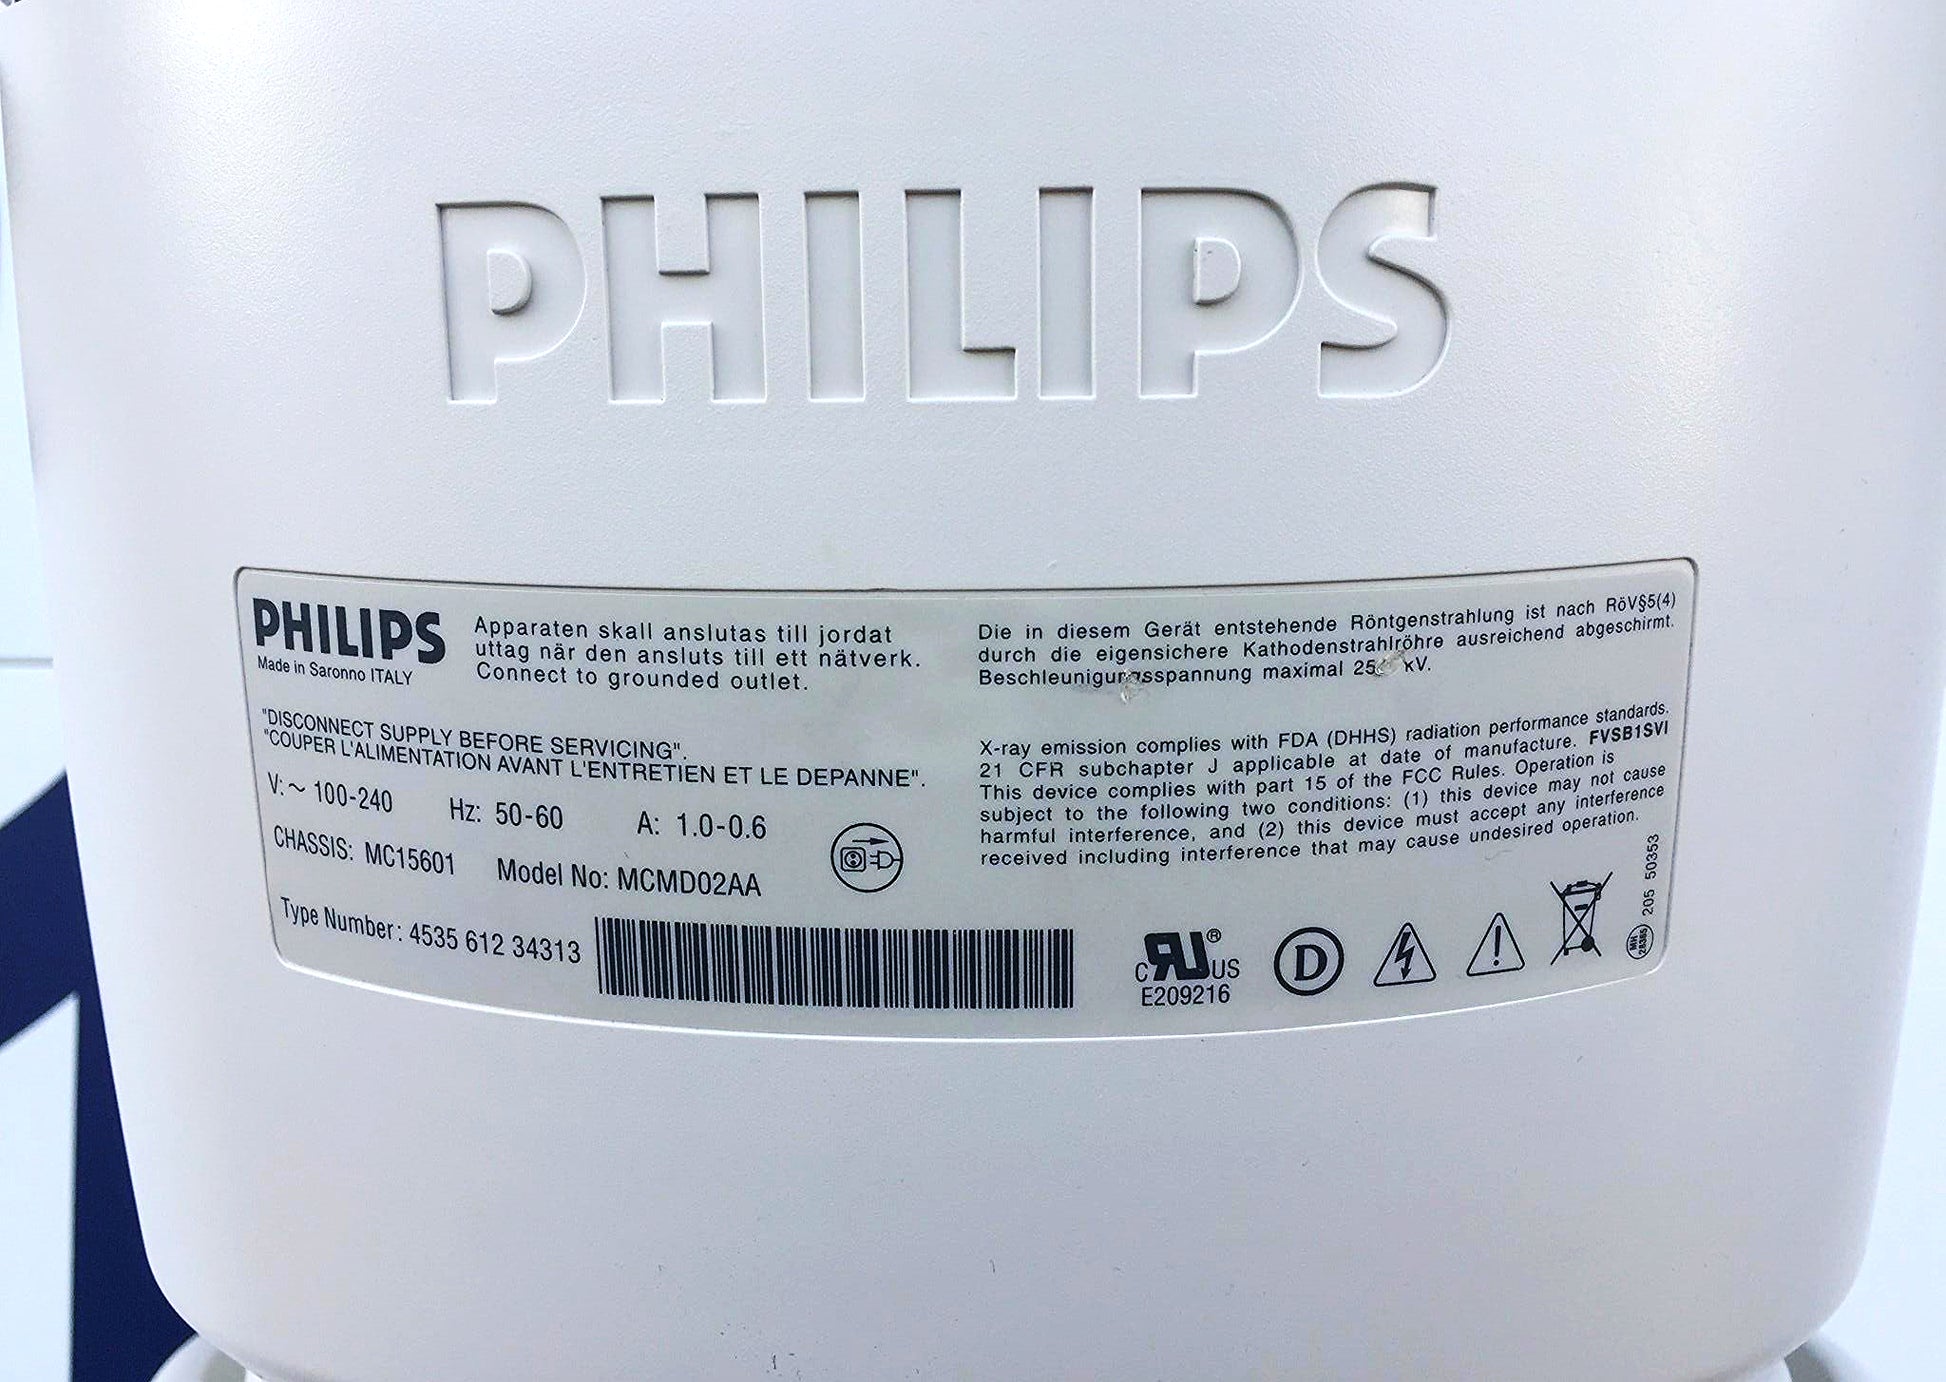 PHILIPS
PHILIPS
Made in Saronno ITALY
Apparaten skall anslutas till jordat
uttag när den ansluts till ett nätverk.
Connect to grounded outlet.
"DISCONNECT SUPPLY BEFORE SERVICING".
"COUPER L'ALIMENTATION AVANT L'ENTRETIEN ET LE DEPANNE".
V:~ 100-240 Hz: 50-60 A: 1.0-0.6
CHASSIS: MC15601 Model No: MCMD02AA
Type Number: 4535 612 34313
Die in diesem Gerät entstehende Röntgenstrahlung ist nach RöV§5(4)
durch die eigensichere Kathodenstrahlröhre ausreichend abgeschirmt.
Beschleunigungsspannung maximal kV.
X-ray emission complies with FDA (DHHS) radiation performance standards.
21 CFR subchapter J applicable at date of manufacture. FVSB1SVI
This device complies with part 15 of the FCC Rules. Operation is
subject to the following two conditions: (1) this device may not cause
harmful interference, and (2) this device must accept any interference
received including interference that may cause undesired operation.
C RU US ®
E209216
D
205 50353